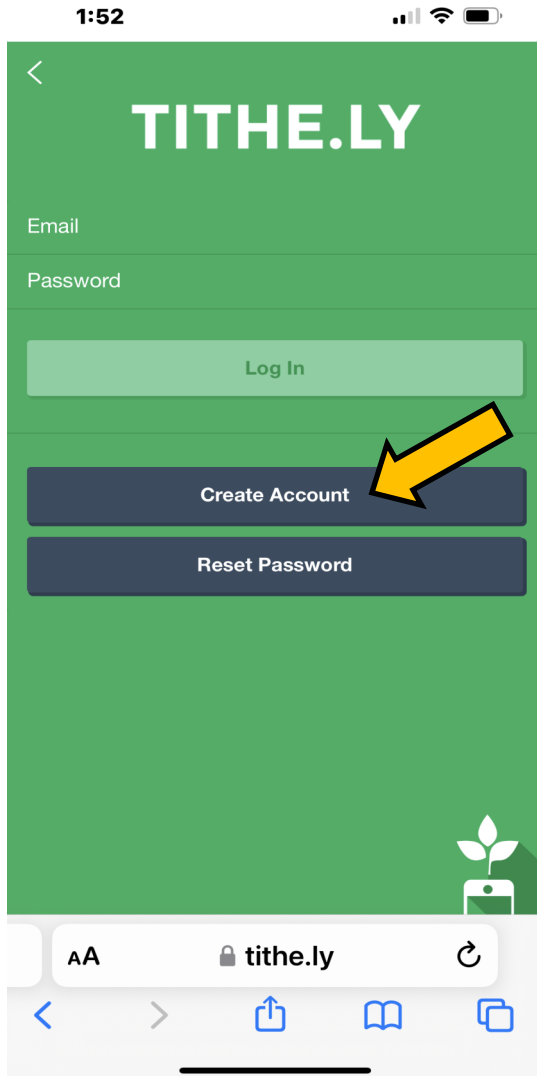 1:52
TITHE.LY
Email
Password
Log In
Create Account
Reset Password
AA tithe.ly